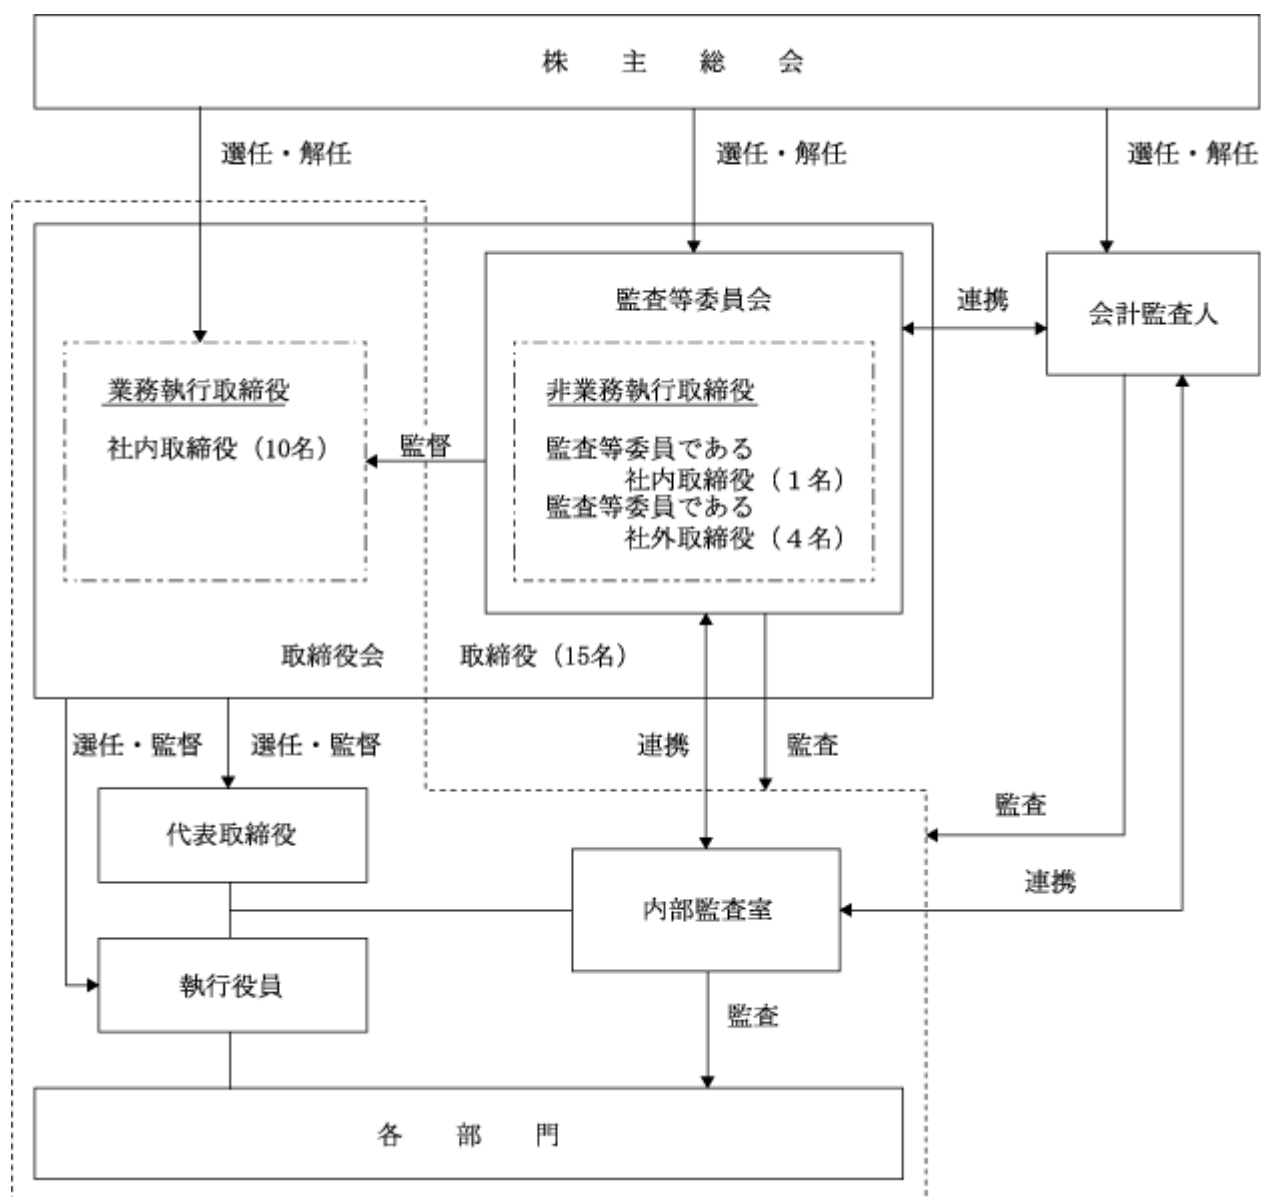 株主総会
選任・解任
選任・解任
選任・解任
監査等委員会
連携
会計監査人
業務執行取締役
社内取締役（10名）
監督
非業務執行取締役
監査等委員である
社内取締役（１名）
監査等委員である
社外取締役（４名）
取締役会
取締役（15名）
選任・監督
選任・監督
連携
監査
代表取締役
監査
内部監査室
連携
執行役員
監査
各部門